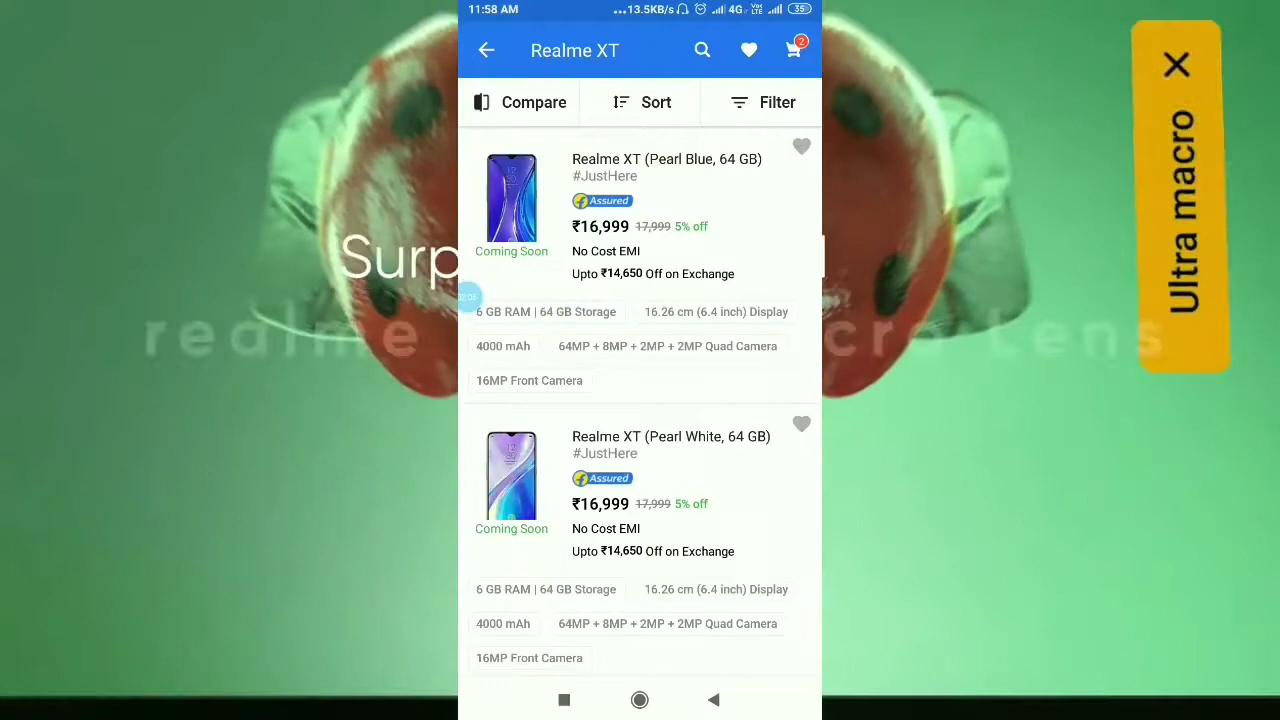 11:58 AM
...13.5KB/s
4G
Vo
LTE
35
Realme XT
2
Compare
Sort
Filter
Realme XT (Pearl Blue, 64 GB)
#JustHere
Assured
₹16,999 17,999 5% off
Coming Soon
No Cost EMI
Upto ₹14,650 Off on Exchange
02:05
6 GB RAM | 64 GB Storage
16.26 cm (6.4 inch) Display
4000 mAh
64MP + 8MP + 2MP + 2MP Quad Camera
16MP Front Camera
Realme XT (Pearl White, 64 GB)
#JustHere
Assured
₹16,999 17,999 5% off
Coming Soon
No Cost EMI
Upto ₹14,650 Off on Exchange
6 GB RAM | 64 GB Storage
16.26 cm (6.4 inch) Display
4000 mAh
64MP + 8MP + 2MP + 2MP Quad Camera
16MP Front Camera
Surp
realme
cro Lens
Ultra macro